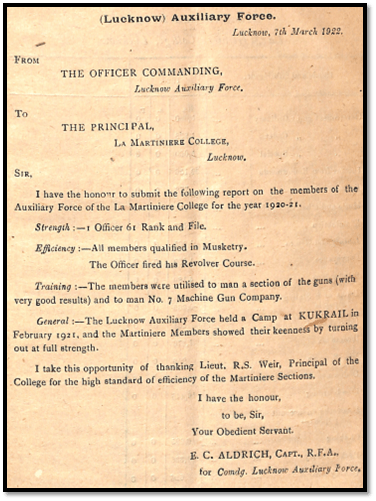 (Lucknow) Auxiliary Force.
Lucknow, 7th March 1922.
FROM
THE OFFICER COMMANDING,
Lucknow Auxiliary Force.
TO
THE PRINCIPAL,
LA MARTINIERE COLLEGE,
Lucknow.
SIR,
I have the honour to submit the following report on the members of the
Auxiliary Force of the La Martiniere College for the year 1920-21.
Strength :—1 Officer 61 Rank and File.
Efficiency :—All members qualified in Musketry.
The Officer fired his Revolver Course.
Training :—The members were utilised to man a section of the guns (with
very good results) and to man No. 7 Machine Gun Company.
General :—The Lucknow Auxiliary Force held a Camp at KUKRAIL in
February 1921, and the Martiniere Members showed their keenness by turning
out at full strength.
I take this opportunity of thanking Lieut. R.S. Weir, Principal of the
College for the high standard of efficiency of the Martiniere Sections.
I have the honour,
to be, Sir,
Your Obedient Servant.
E. C. ALDRICH, CAPT., R.F.A.,
for Comdg. Lucknow Auxiliary Force.